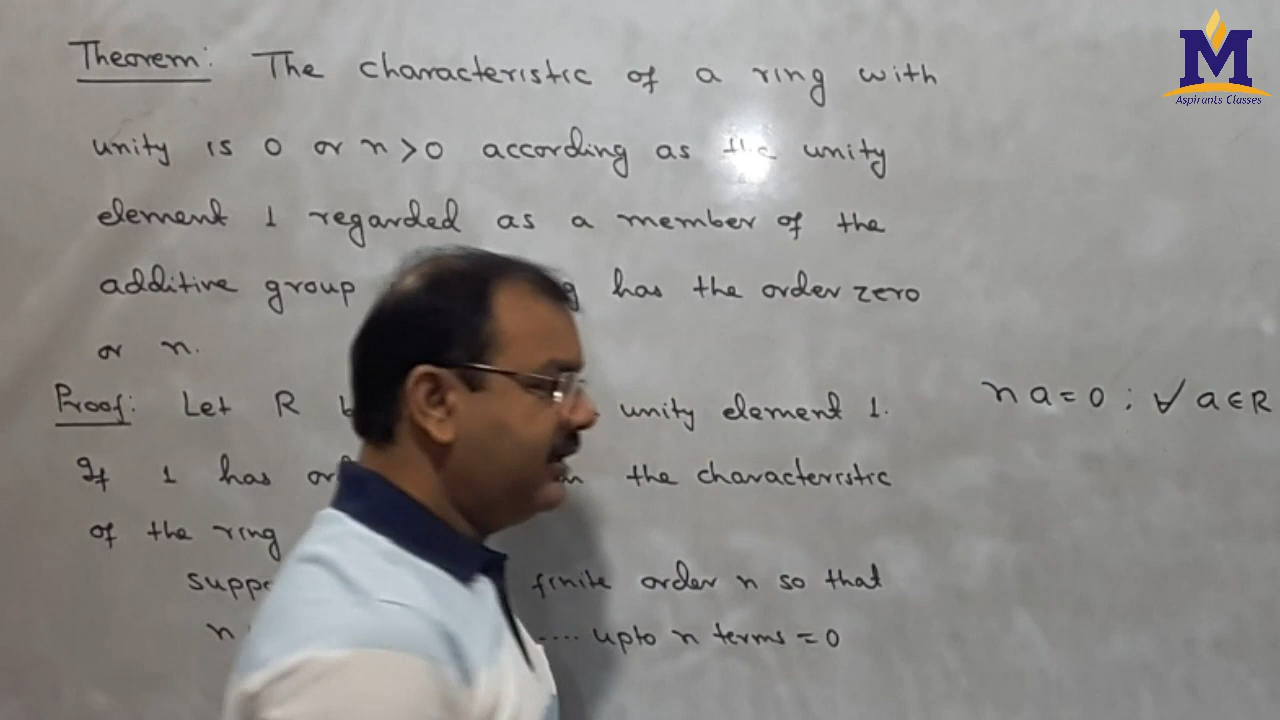 Theorem: The characteristic of a ring with
unity is 0 or n>0 according as the unity
element 1 regarded as a member of the
additive group has the order zero
or n.
Proof: Let R unity element 1.
na=0 ; ∀ a∈R
If 1 has the characteristic
of the ring
finite order n so that
n .... upto n terms = 0
M
Aspirants Classes